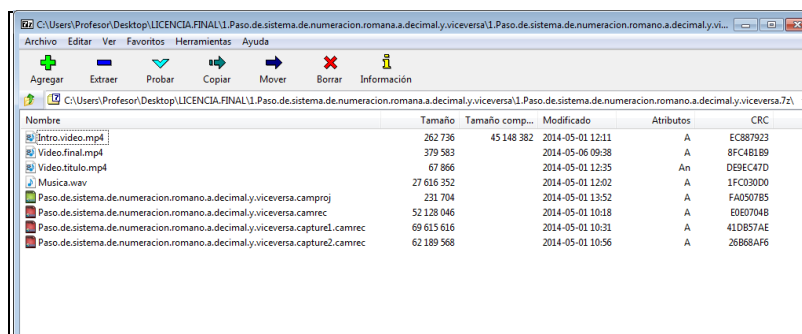 C:\Users\Profesor\Desktop\LICENCIA.FINAL\1.Paso.de.sistema.de.numeracion.romana.a.decimal.y.viceversa\1.Paso.de.sistema.de.numeracion.romano.a.decimal.y.vi...
Archivo Editar Ver Favoritos Herramientas Ayuda
Agregar Extraer Probar Copiar Mover Borrar Información
C:\Users\Profesor\Desktop\LICENCIA.FINAL\1.Paso.de.sistema.de.numeracion.romana.a.decimal.y.viceversa\1.Paso.de.sistema.de.numeracion.romano.a.decimal.y.viceversa.7z\
Nombre Tamaño Tamaño comp... Modificado Atributos CRC
Intro.video.mp4 262 736 45 148 382 2014-05-01 12:11 A EC887923
Video.final.mp4 379 583 2014-05-06 09:38 A 8FC4B1B9
Video.titulo.mp4 67 866 2014-05-01 12:35 An DE9EC47D
Musica.wav 27 616 352 2014-05-01 12:02 A 1FC030D0
Paso.de.sistema.de.numeracion.romano.a.decimal.y.viceversa.camproj 231 704 2014-05-01 13:52 A FA0507B5
Paso.de.sistema.de.numeracion.romano.a.decimal.y.viceversa.camrec 52 128 046 2014-05-01 10:18 A E0E0704B
Paso.de.sistema.de.numeracion.romano.a.decimal.y.viceversa.capture1.camrec 69 615 616 2014-05-01 10:31 A 41DB57AE
Paso.de.sistema.de.numeracion.romano.a.decimal.y.viceversa.capture2.camrec 62 189 568 2014-05-01 10:56 A 26B68AF6